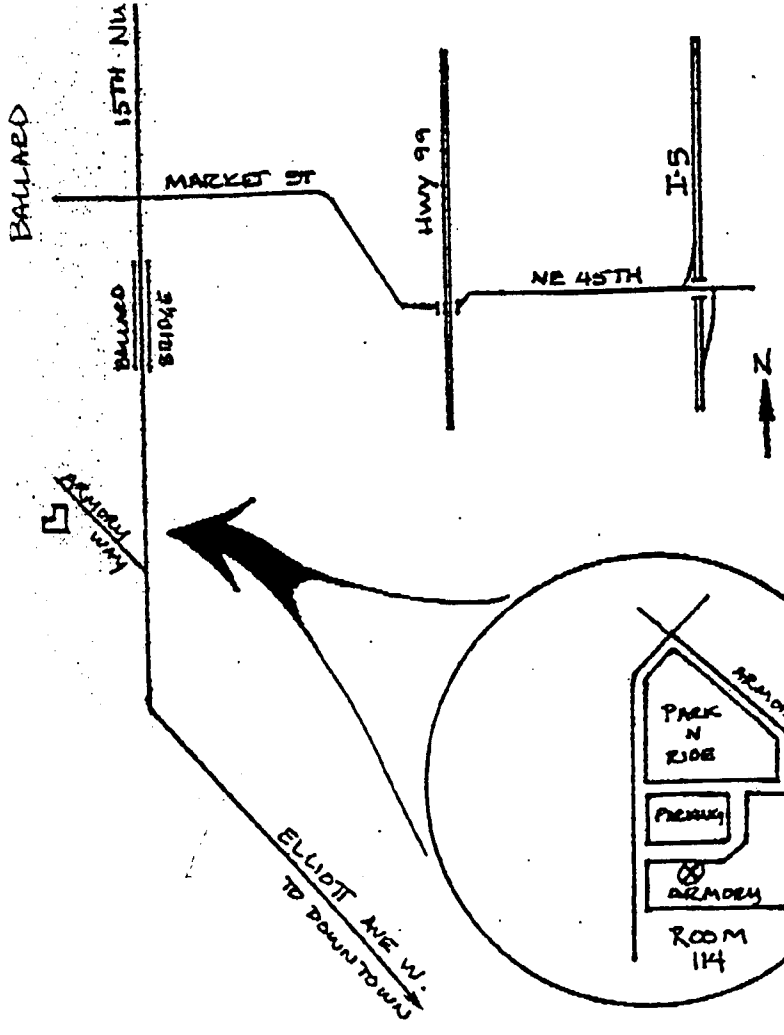 15TH NW
BALLARD
MARKET ST
Hwy 99
I-5
NE 45TH
BALLARD
BRIDGE
N
ARMORY
WAY
PARK
N
RIDE
PARKING
ARMORY
ROOM
114
ELLIOTT AVE W.
TO DOWNTOWN